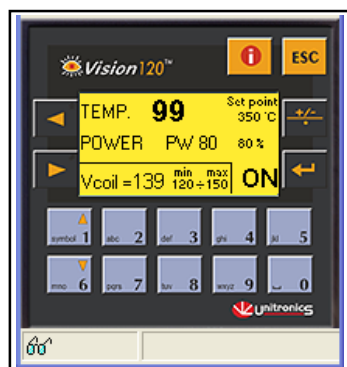 Vision120™
i ESC
TEMP. 99 Set point 350 °C
+/-
POWER PW 80 80 %
Vcoil = 139 min 120 ÷ max 150 ON
symbol 1 abc 2 def 3 ghi 4 jkl 5
mno 6 pqrs 7 tuv 8 wxyz 9 0
unitronics